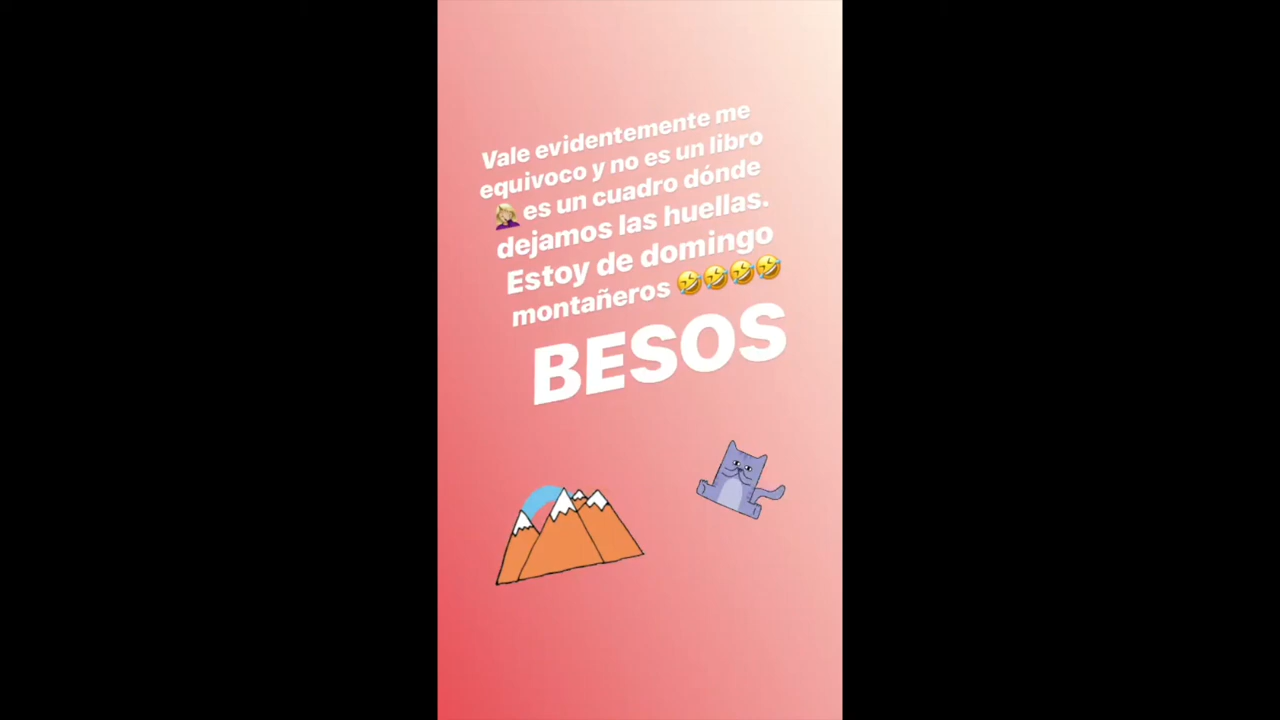 Vale evidentemente me
equivoco y no es un libro
🤦🏼‍♀️ es un cuadro dónde
dejamos las huellas.
Estoy de domingo
montañeros 🤣🤣🤣🤣
BESOS